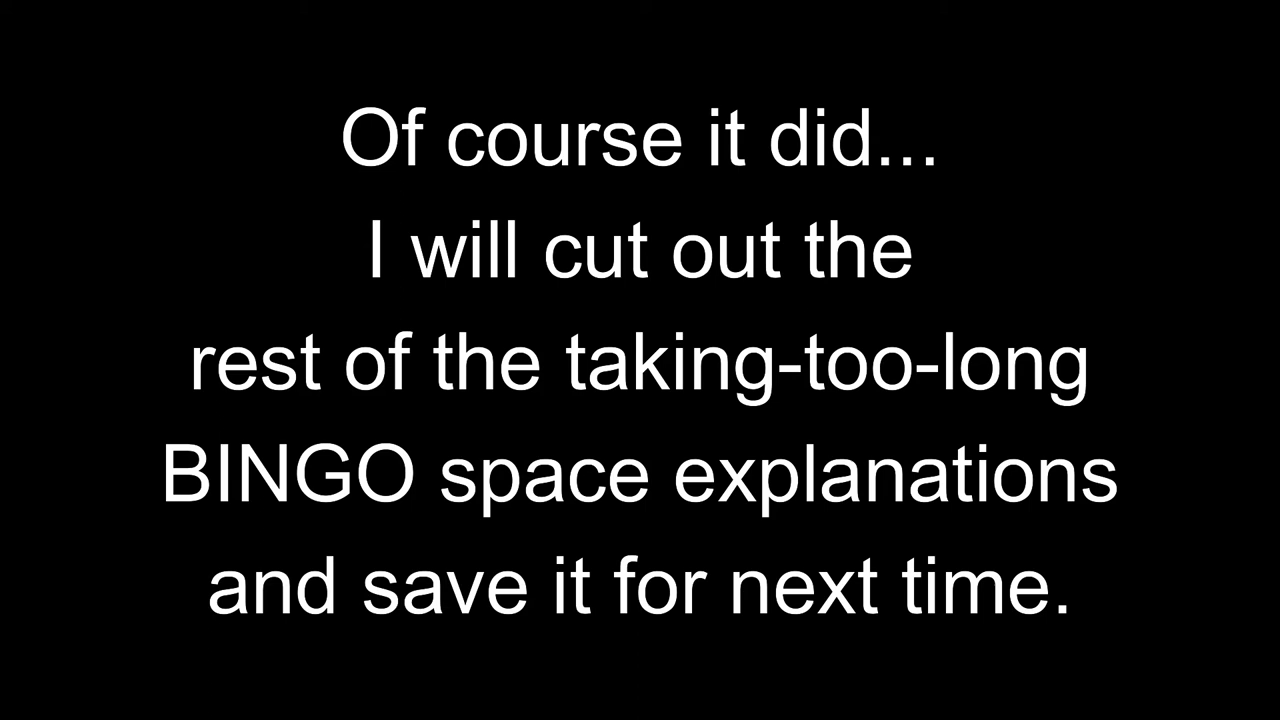 Of course it did...
I will cut out the
rest of the taking-too-long
BINGO space explanations
and save it for next time.